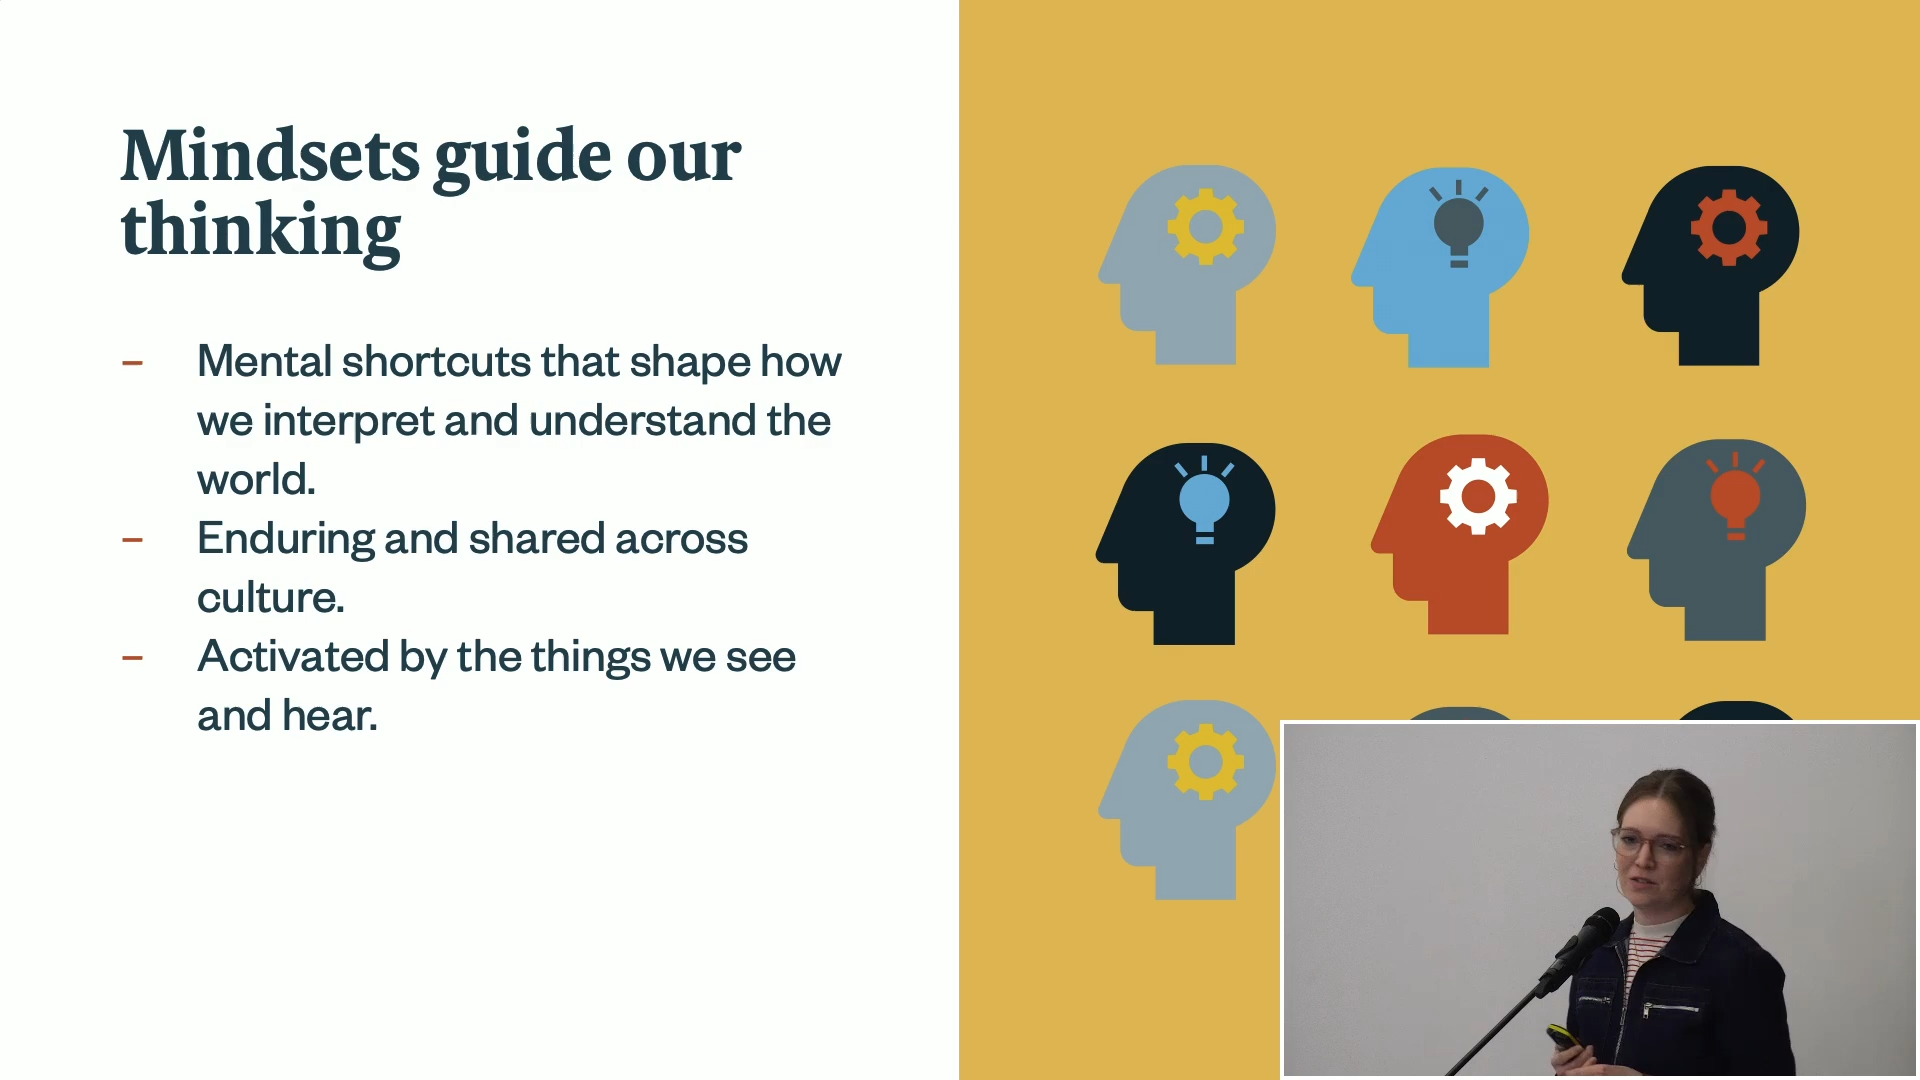 Mindsets guide our
thinking
– Mental shortcuts that shape how
we interpret and understand the
world.
– Enduring and shared across
culture.
– Activated by the things we see
and hear.